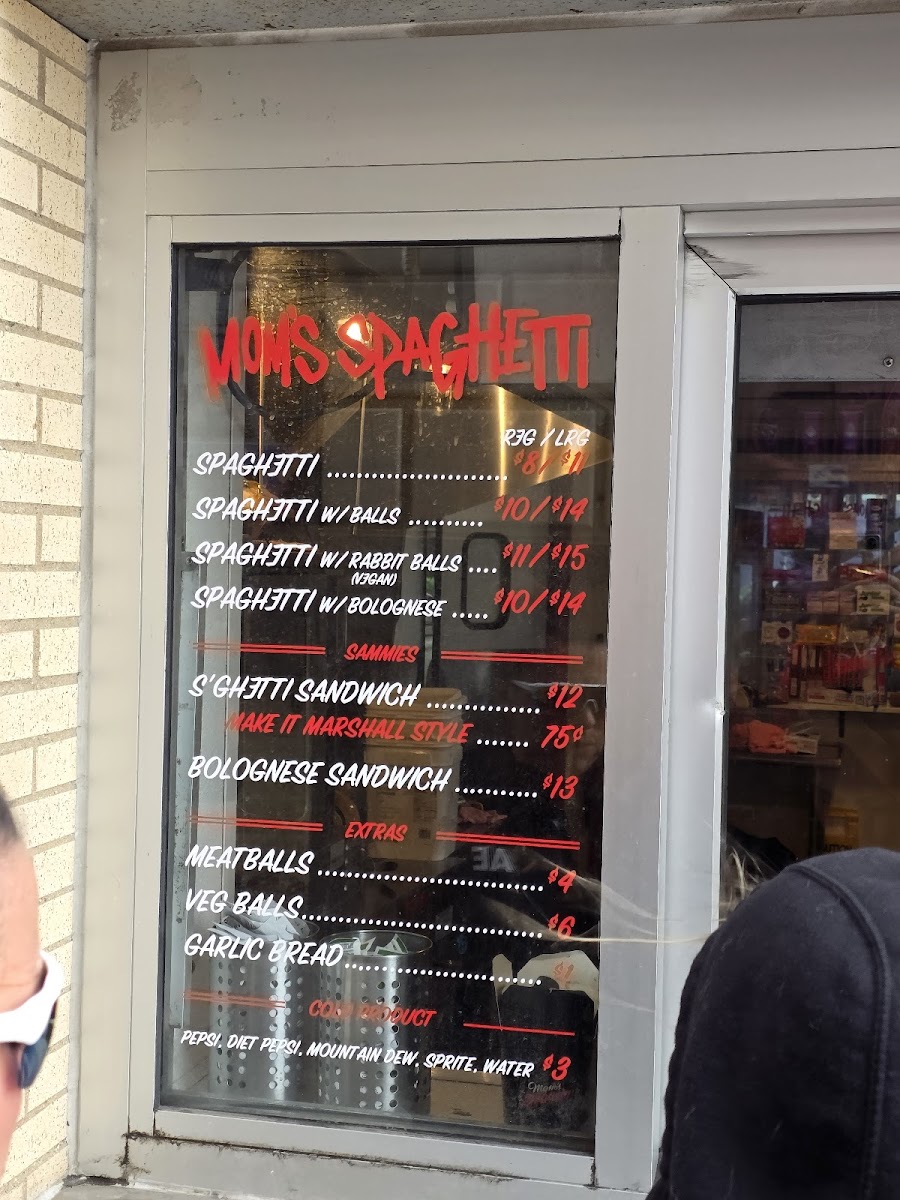 MOM'S SPAGHETTI
REG / LRG
SPAGHETTI ........................ $8/$11
SPAGHETTI W/ BALLS .......... $10/$14
SPAGHETTI W/ RABBIT BALLS .... $11/$15
(VEGAN)
SPAGHETTI W/ BOLOGNESE ..... $10/$14
SAMMIES
S'GHETTI SANDWICH ............... $12
MAKE IT MARSHALL STYLE ....... 75¢
BOLOGNESE SANDWICH ............ $13
EXTRAS
MEATBALLS ............................... $4
VEG BALLS................................. $6
GARLIC BREAD ...........................
COLD PRODUCT
PEPSI, DIET PEPSI, MOUNTAIN DEW, SPRITE, WATER $3